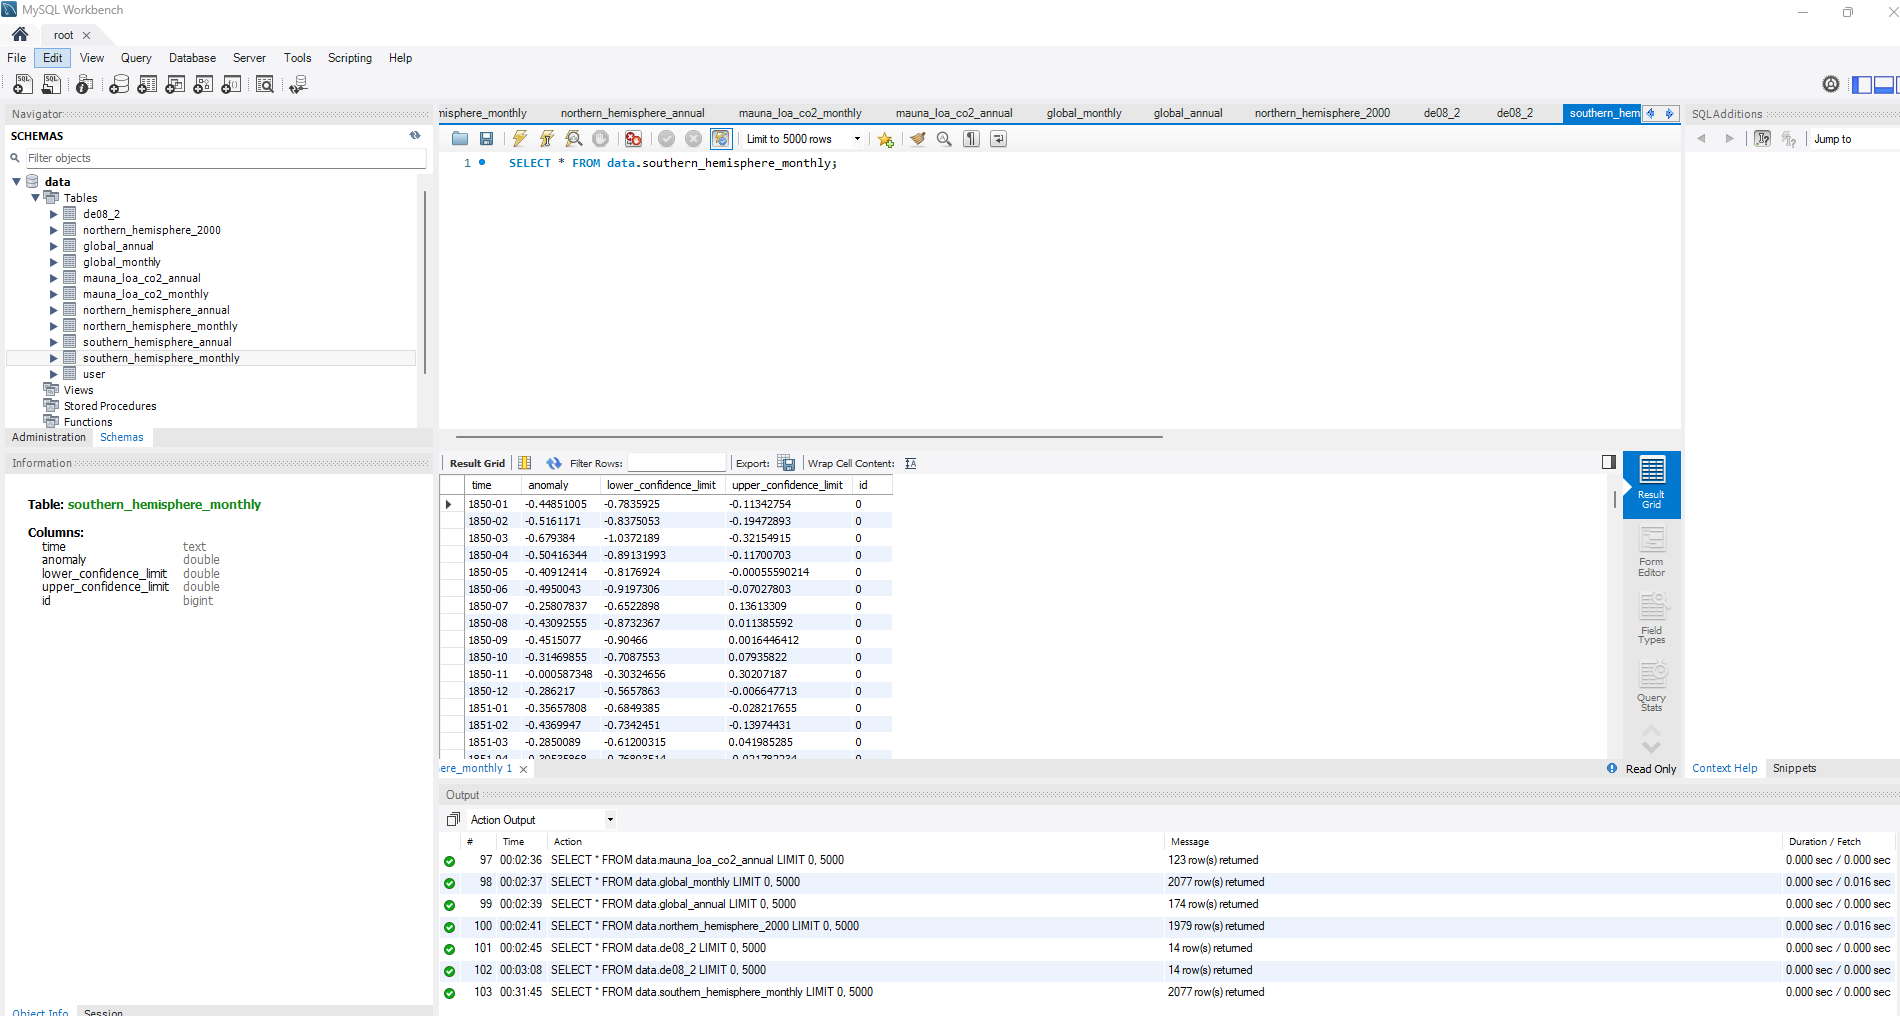 MySQL Workbench
root
File Edit View Query Database Server Tools Scripting Help
Navigator
SCHEMAS
Filter objects
data
Tables
de08_2
northern_hemisphere_2000
global_annual
global_monthly
mauna_loa_co2_annual
mauna_loa_co2_monthly
northern_hemisphere_annual
northern_hemisphere_monthly
southern_hemisphere_annual
southern_hemisphere_monthly
user
Views
Stored Procedures
Functions
Administration Schemas
Information
Table: southern_hemisphere_monthly
Columns:
time text
anomaly double
lower_confidence_limit double
upper_confidence_limit double
id bigint
Object Info Session
misphere_monthly northern_hemisphere_annual mauna_loa_co2_monthly mauna_loa_co2_annual global_monthly global_annual northern_hemisphere_2000 de08_2 de08_2 southern_hem
Limit to 5000 rows
1 SELECT * FROM data.southern_hemisphere_monthly;
Result Grid Filter Rows: Export: Wrap Cell Content:
time anomaly lower_confidence_limit upper_confidence_limit id
1850-01 -0.44851005 -0.7835925 -0.11342754 0
1850-02 -0.5161171 -0.8375053 -0.19472893 0
1850-03 -0.679384 -1.0372189 -0.32154915 0
1850-04 -0.50416344 -0.89131993 -0.11700703 0
1850-05 -0.40912414 -0.8176924 -0.00055590214 0
1850-06 -0.4950043 -0.9197306 -0.07027803 0
1850-07 -0.25807837 -0.6522898 0.13613309 0
1850-08 -0.43092555 -0.8732367 0.011385592 0
1850-09 -0.4515077 -0.90466 0.0016446412 0
1850-10 -0.31469855 -0.7087553 0.07935822 0
1850-11 -0.000587348 -0.30324656 0.30207187 0
1850-12 -0.286217 -0.5657863 -0.006647713 0
1851-01 -0.35657808 -0.6849385 -0.028217655 0
1851-02 -0.4369947 -0.7342451 -0.13974431 0
1851-03 -0.2850089 -0.61200315 0.041985285 0
1851-04 -0.39535868 -0.76893514 -0.021782234 0
Result Grid
Form Editor
Field Types
Query Stats
ere_monthly 1
Read Only
SQLAdditions
Jump to
Context Help Snippets
Output
Action Output
# Time Action Message Duration / Fetch
97 00:02:36 SELECT * FROM data.mauna_loa_co2_annual LIMIT 0, 5000 123 row(s) returned 0.000 sec / 0.000 sec
98 00:02:37 SELECT * FROM data.global_monthly LIMIT 0, 5000 2077 row(s) returned 0.000 sec / 0.016 sec
99 00:02:39 SELECT * FROM data.global_annual LIMIT 0, 5000 174 row(s) returned 0.000 sec / 0.000 sec
100 00:02:41 SELECT * FROM data.northern_hemisphere_2000 LIMIT 0, 5000 1979 row(s) returned 0.000 sec / 0.016 sec
101 00:02:45 SELECT * FROM data.de08_2 LIMIT 0, 5000 14 row(s) returned 0.000 sec / 0.000 sec
102 00:03:08 SELECT * FROM data.de08_2 LIMIT 0, 5000 14 row(s) returned 0.000 sec / 0.000 sec
103 00:31:45 SELECT * FROM data.southern_hemisphere_monthly LIMIT 0, 5000 2077 row(s) returned 0.000 sec / 0.000 sec